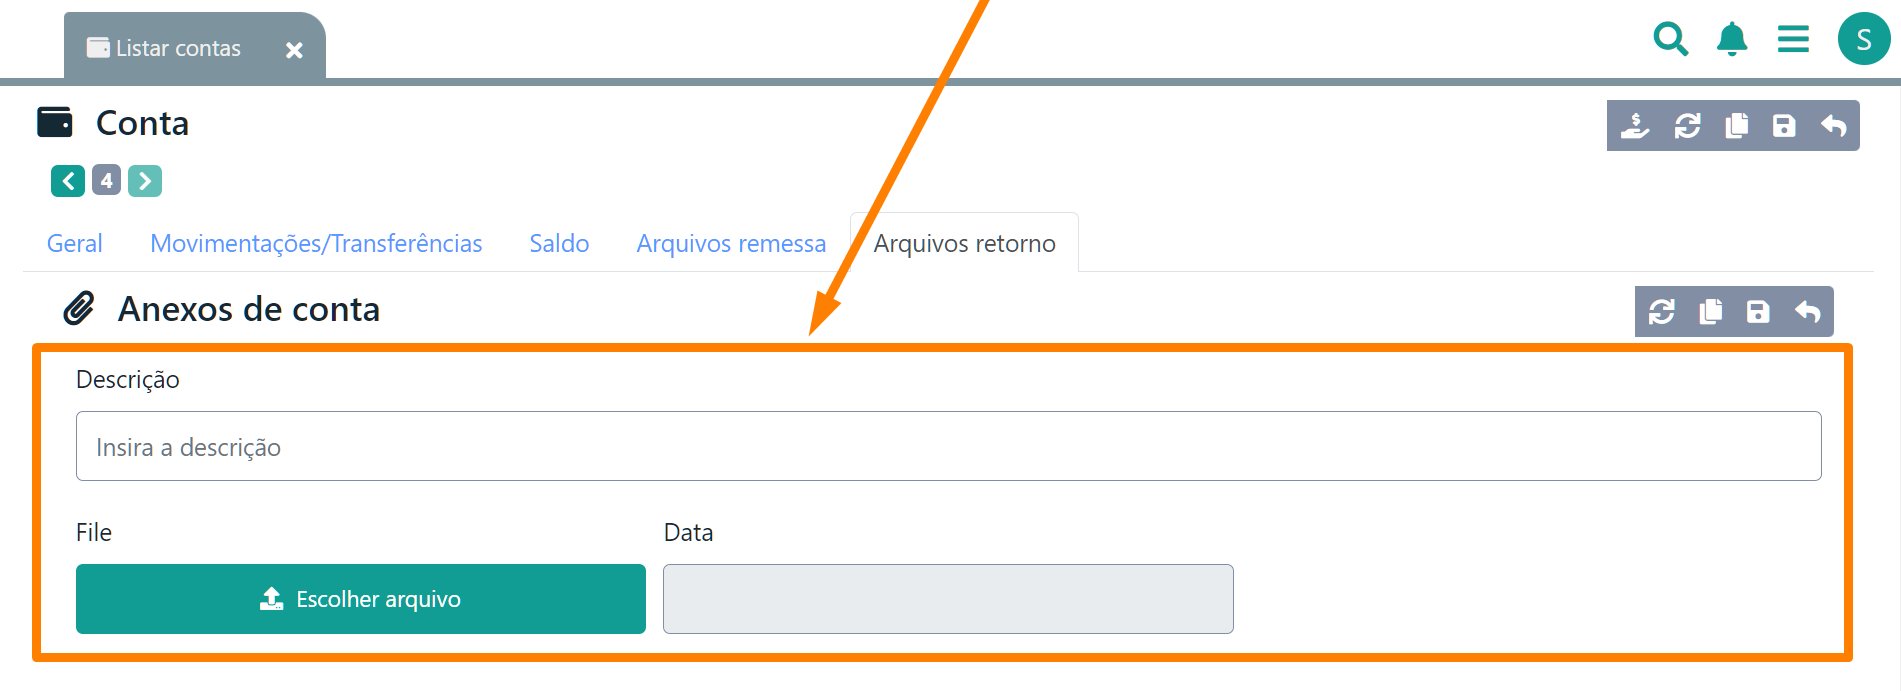 Listar contas
S
Conta
4
Geral Movimentações/Transferências Saldo Arquivos remessa Arquivos retorno
Anexos de conta
Descrição
Insira a descrição
File Data
Escolher arquivo